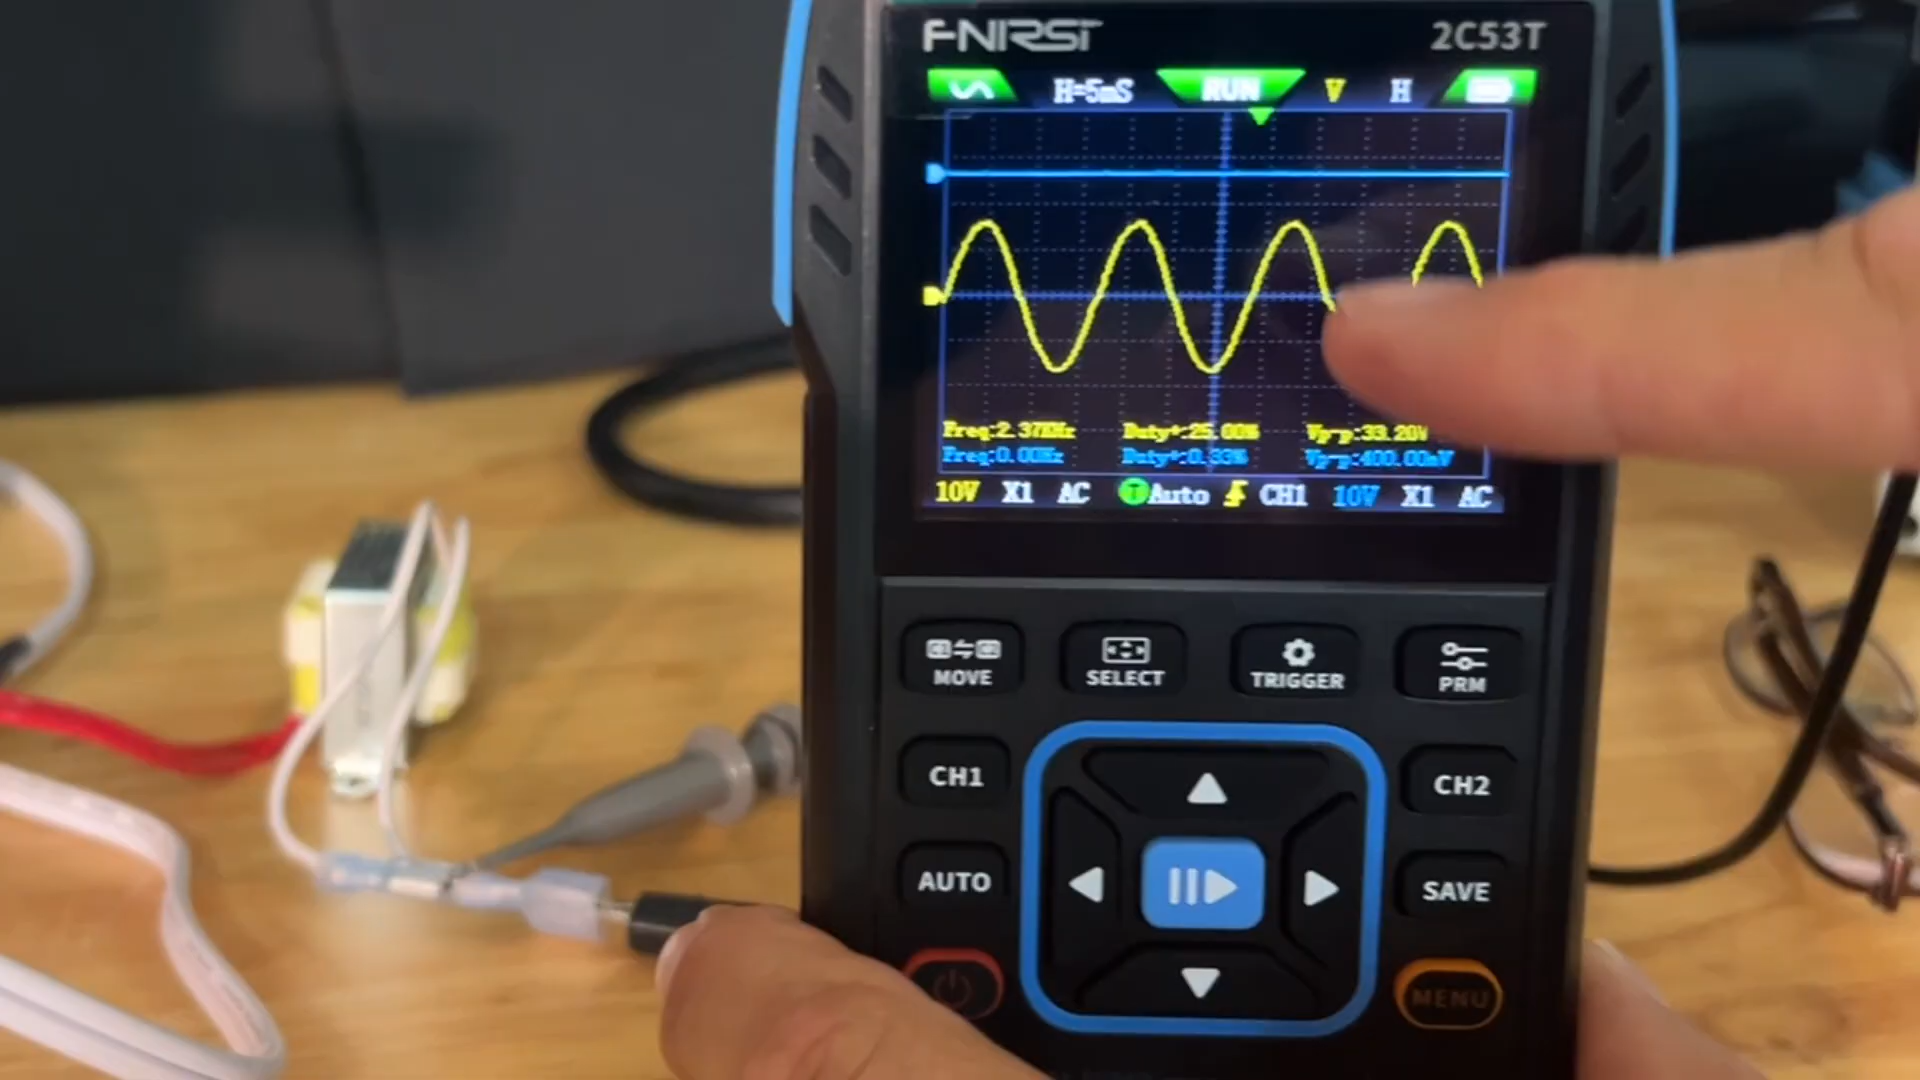 FNIRSI 2C53T
H=5mS RUN V H
Freq:2.37KHz Duty+:25.00% Vp-p:33.20V
Freq:0.00Hz Duty+:0.33% Vp-p:400.00mV
10V X1 AC T Auto CH1 10V X1 AC
MOVE SELECT TRIGGER PRM
CH1 CH2
AUTO SAVE
MENU